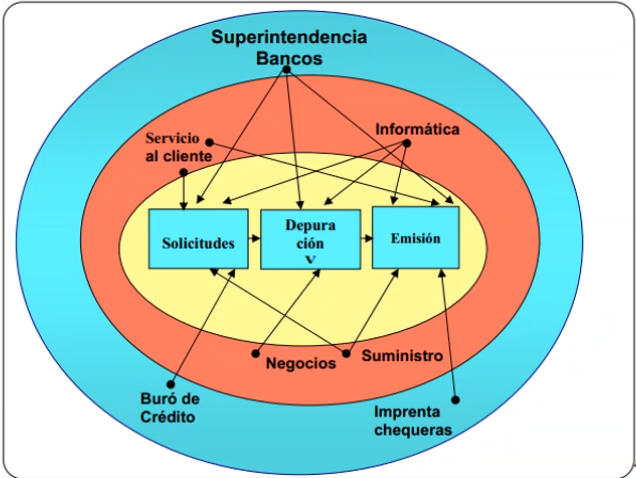 Superintendencia
Bancos
Servicio
al cliente
Informática
Solicitudes
Depura
ción
V
Emisión
Negocios
Suministro
Buró de
Crédito
Imprenta
chequeras